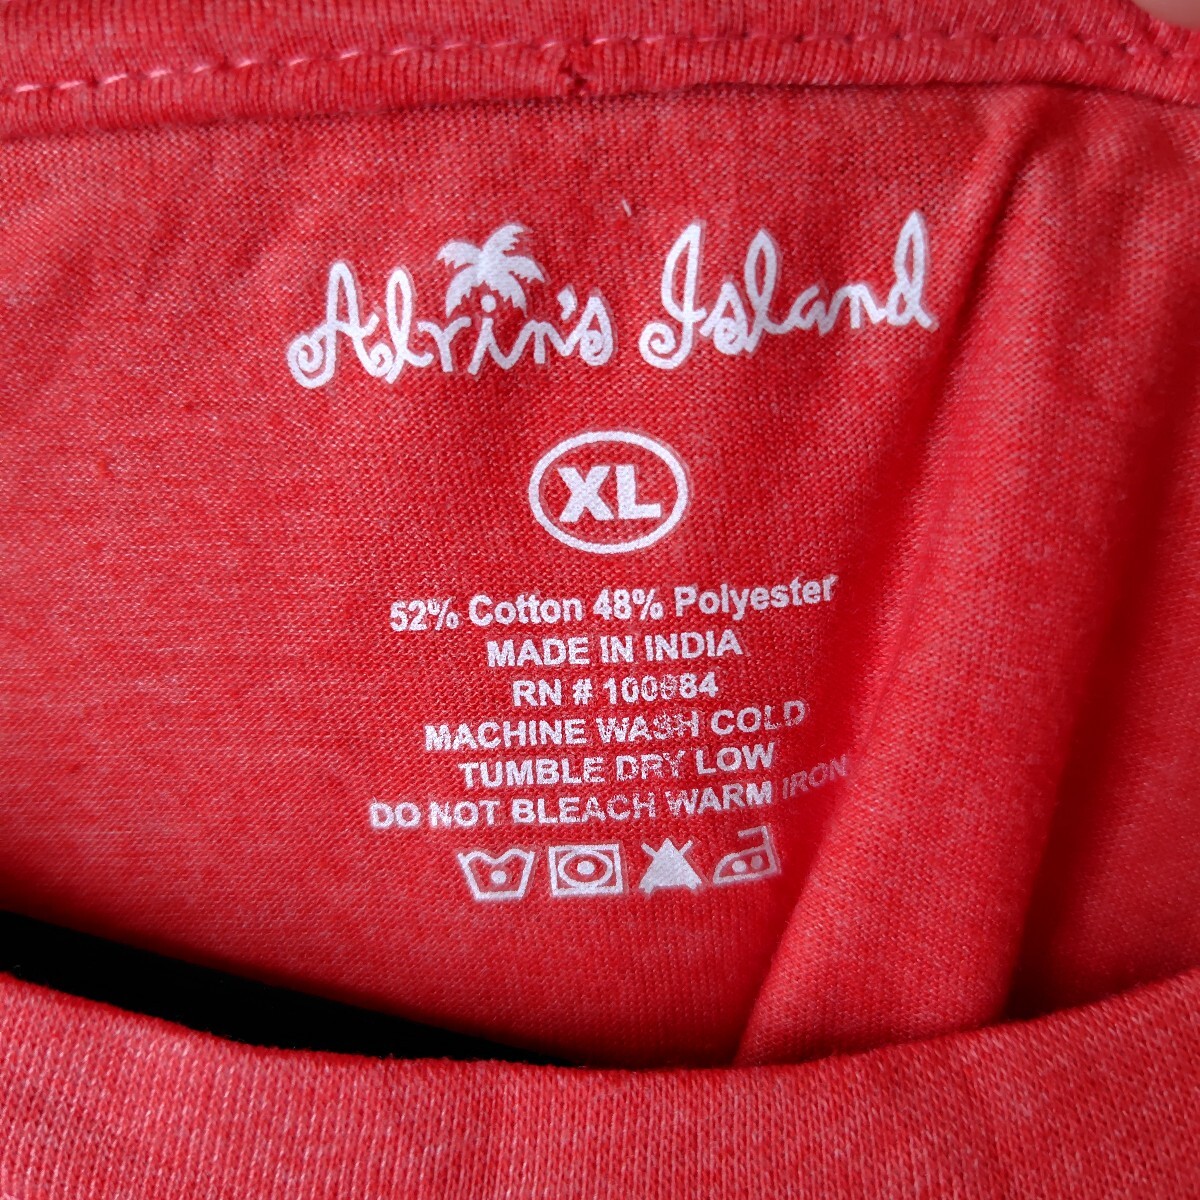 Alvin's Island
XL
52% Cotton 48% Polyester
MADE IN INDIA
RN #
MACHINE WASH COLD
TUMBLE DRY LOW
DO NOT BLEACH WARM IRON